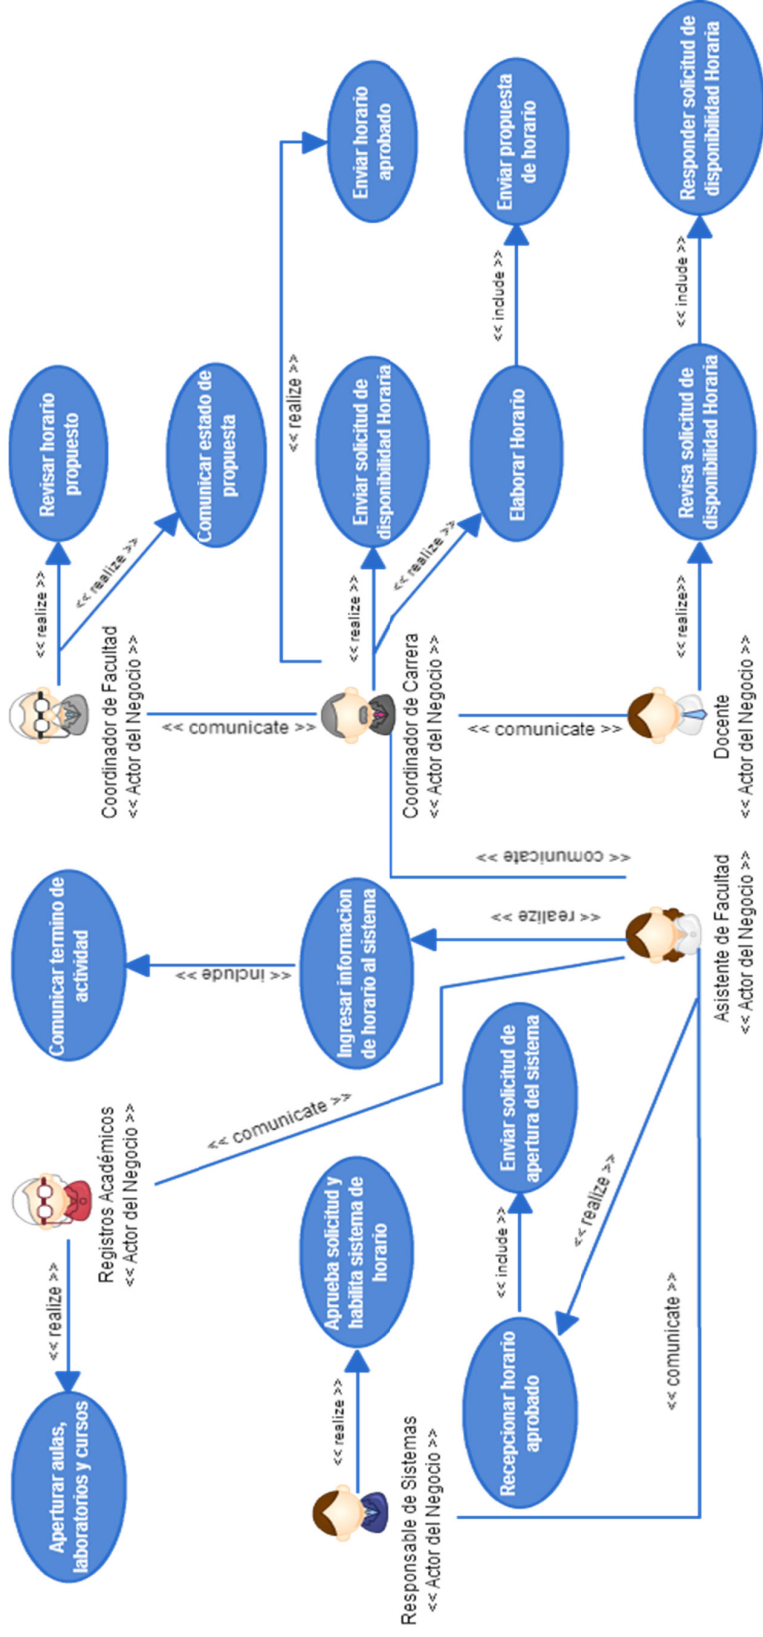 Aperturar aulas,
laboratorios y cursos
<< realize >>
Registros Académicos
<< Actor del Negocio >>
Comunicar termino de
actividad
<< include >>
Ingresar informacion
de horario al sistema
<< realize >>
<< comunicate >>
Aprueba solicitud y
habilita sistema de
horario
<< realize >>
Responsable de Sistemas
<< Actor del Negocio >>
Recepcionar horario
aprobado
<< include >>
Enviar solicitud de
apertura del sistema
<< realize >>
<< comunicate >>
Asistente de Facultad
<< Actor del Negocio >>
<< comunicate >>
Coordinador de Facultad
<< Actor del Negocio >>
<< realize >>
Revisar horario
propuesto
<< realize >>
Comunicar estado de
propuesta
<< comunicate >>
Coordinador de Carrera
<< Actor del Negocio >>
<< realize >>
Enviar horario
aprobado
<< realize >>
Enviar solicitud de
disponibilidad Horaria
<< realize >>
Elaborar Horario
<< include >>
Enviar propuesta
de horario
<< comunicate >>
Docente
<< Actor del Negocio >>
<< realize>>
Revisa solicitud de
disponibilidad Horaria
<< include >>
Responder solicitud de
disponibilidad Horaria